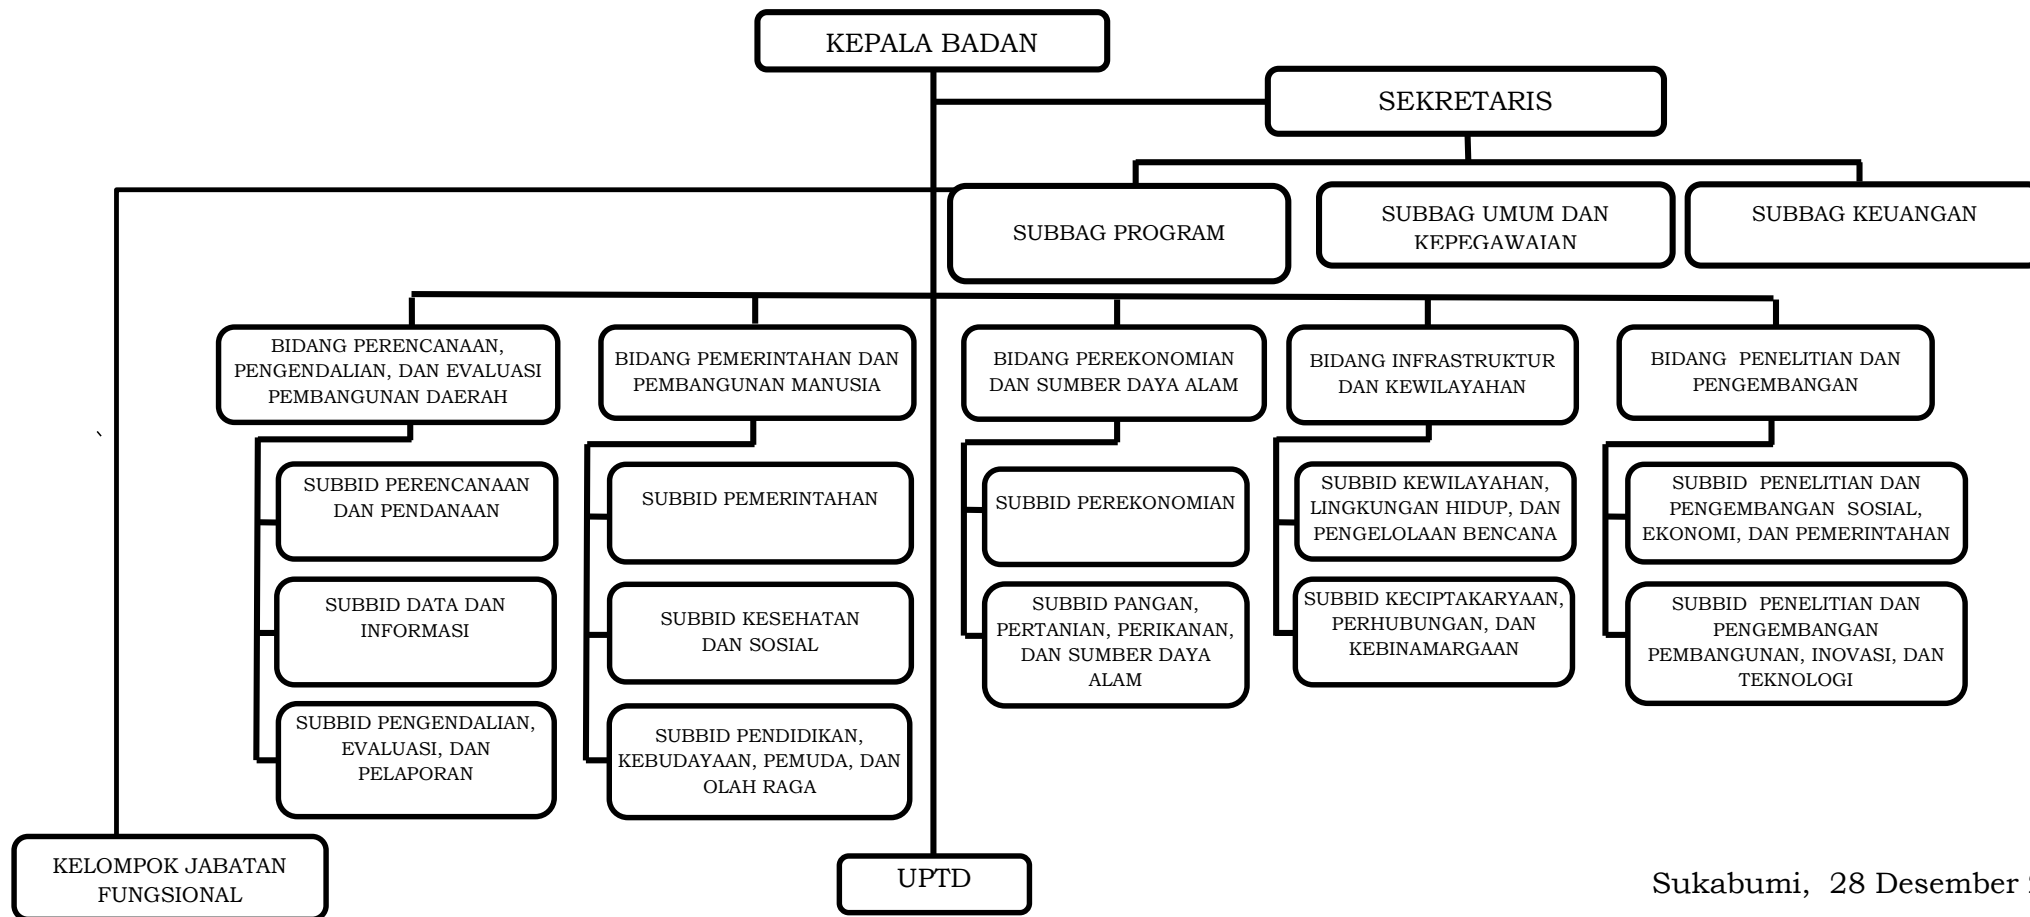 KEPALA BADAN
SEKRETARIS
SUBBAG PROGRAM
SUBBAG UMUM DAN
KEPEGAWAIAN
SUBBAG KEUANGAN
BIDANG PERENCANAAN,
PENGENDALIAN, DAN EVALUASI
PEMBANGUNAN DAERAH
BIDANG PEMERINTAHAN DAN
PEMBANGUNAN MANUSIA
BIDANG PEREKONOMIAN
DAN SUMBER DAYA ALAM
BIDANG INFRASTRUKTUR
DAN KEWILAYAHAN
BIDANG PENELITIAN DAN
PENGEMBANGAN
`
SUBBID PERENCANAAN
DAN PENDANAAN
SUBBID PEMERINTAHAN
SUBBID PEREKONOMIAN
SUBBID KEWILAYAHAN,
LINGKUNGAN HIDUP, DAN
PENGELOLAAN BENCANA
SUBBID PENELITIAN DAN
PENGEMBANGAN SOSIAL,
EKONOMI, DAN PEMERINTAHAN
SUBBID DATA DAN
INFORMASI
SUBBID KESEHATAN
DAN SOSIAL
SUBBID PANGAN,
PERTANIAN, PERIKANAN,
DAN SUMBER DAYA
ALAM
SUBBID KECIPTAKARYAAN,
PERHUBUNGAN, DAN
KEBINAMARGAAN
SUBBID PENELITIAN DAN
PENGEMBANGAN
PEMBANGUNAN, INOVASI, DAN
TEKNOLOGI
SUBBID PENGENDALIAN,
EVALUASI, DAN
PELAPORAN
SUBBID PENDIDIKAN,
KEBUDAYAAN, PEMUDA, DAN
OLAH RAGA
KELOMPOK JABATAN
FUNGSIONAL
UPTD
Sukabumi, 28 Desember